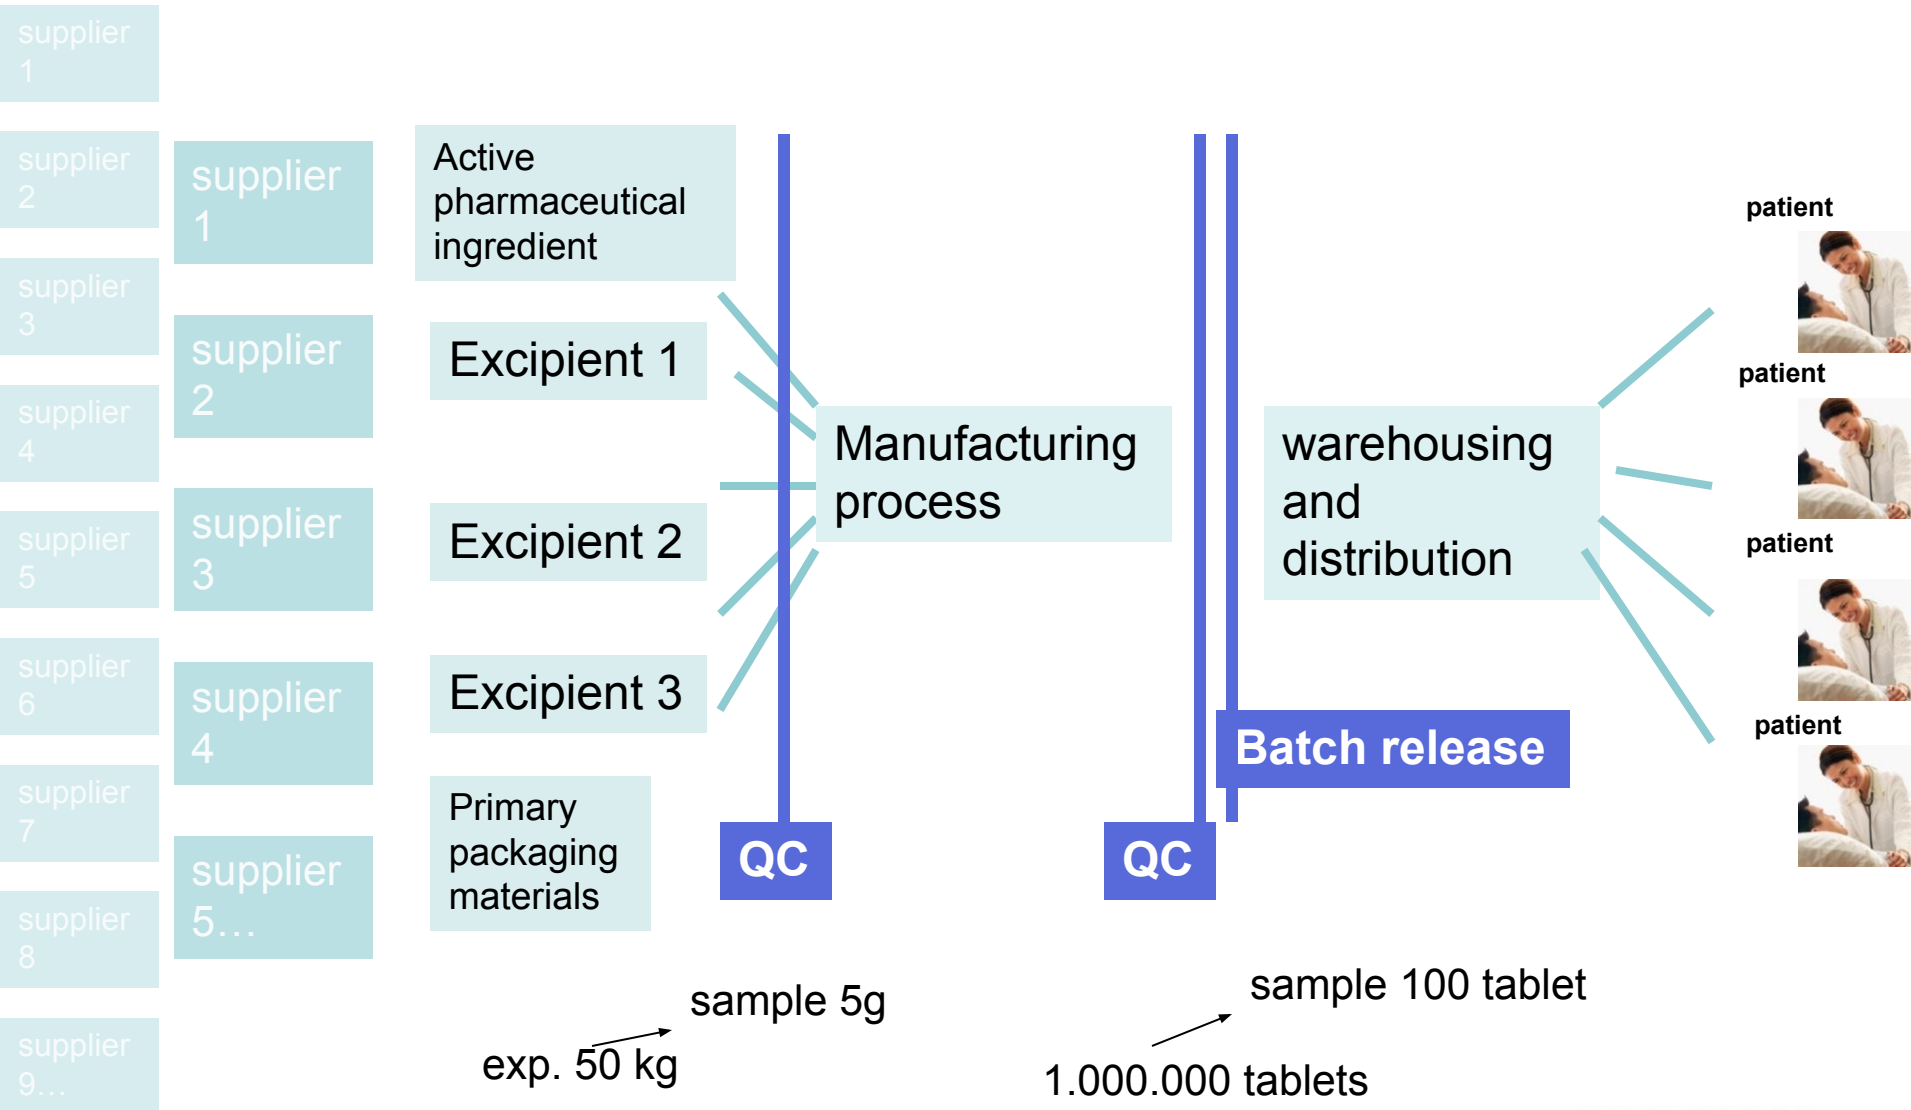 supplier
1
supplier
2
supplier
3
supplier
4
supplier
5
supplier
6
supplier
7
supplier
8
supplier
9…
supplier
1
supplier
2
supplier
3
supplier
4
supplier
5…
Active
pharmaceutical
ingredient
Excipient 1
Excipient 2
Excipient 3
Primary
packaging
materials
QC
Manufacturing
process
QC
Batch release
warehousing
and
distribution
patient
patient
patient
patient
sample 5g
exp. 50 kg
sample 100 tablet
1.000.000 tablets